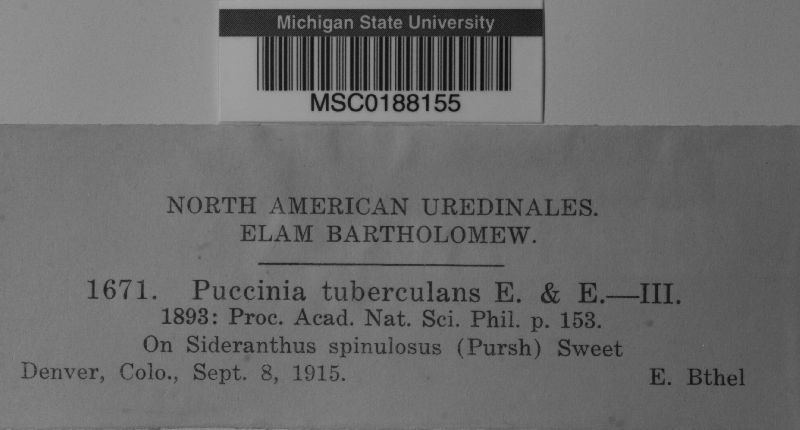 Michigan State University
MSC0188155
NORTH AMERICAN UREDINALES.
ELAM BARTHOLOMEW.
1671. Puccinia tuberculans E. & E.—III.
1893: Proc. Acad. Nat. Sci. Phil. p. 153.
On Sideranthus spinulosus (Pursh) Sweet
Denver, Colo., Sept. 8, 1915. E. Bthel